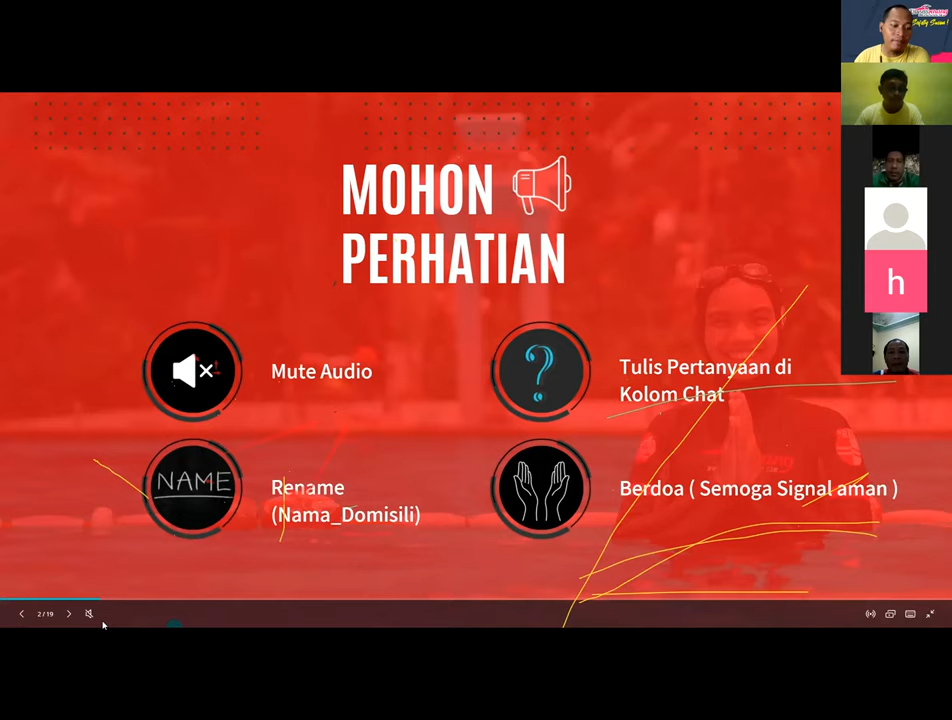 MOHON
PERHATIAN
Mute Audio
Tulis Pertanyaan di
Kolom Chat
NAME
Rename
(Nama_Domisili)
Berdoa ( Semoga Signal aman )
h
2/19